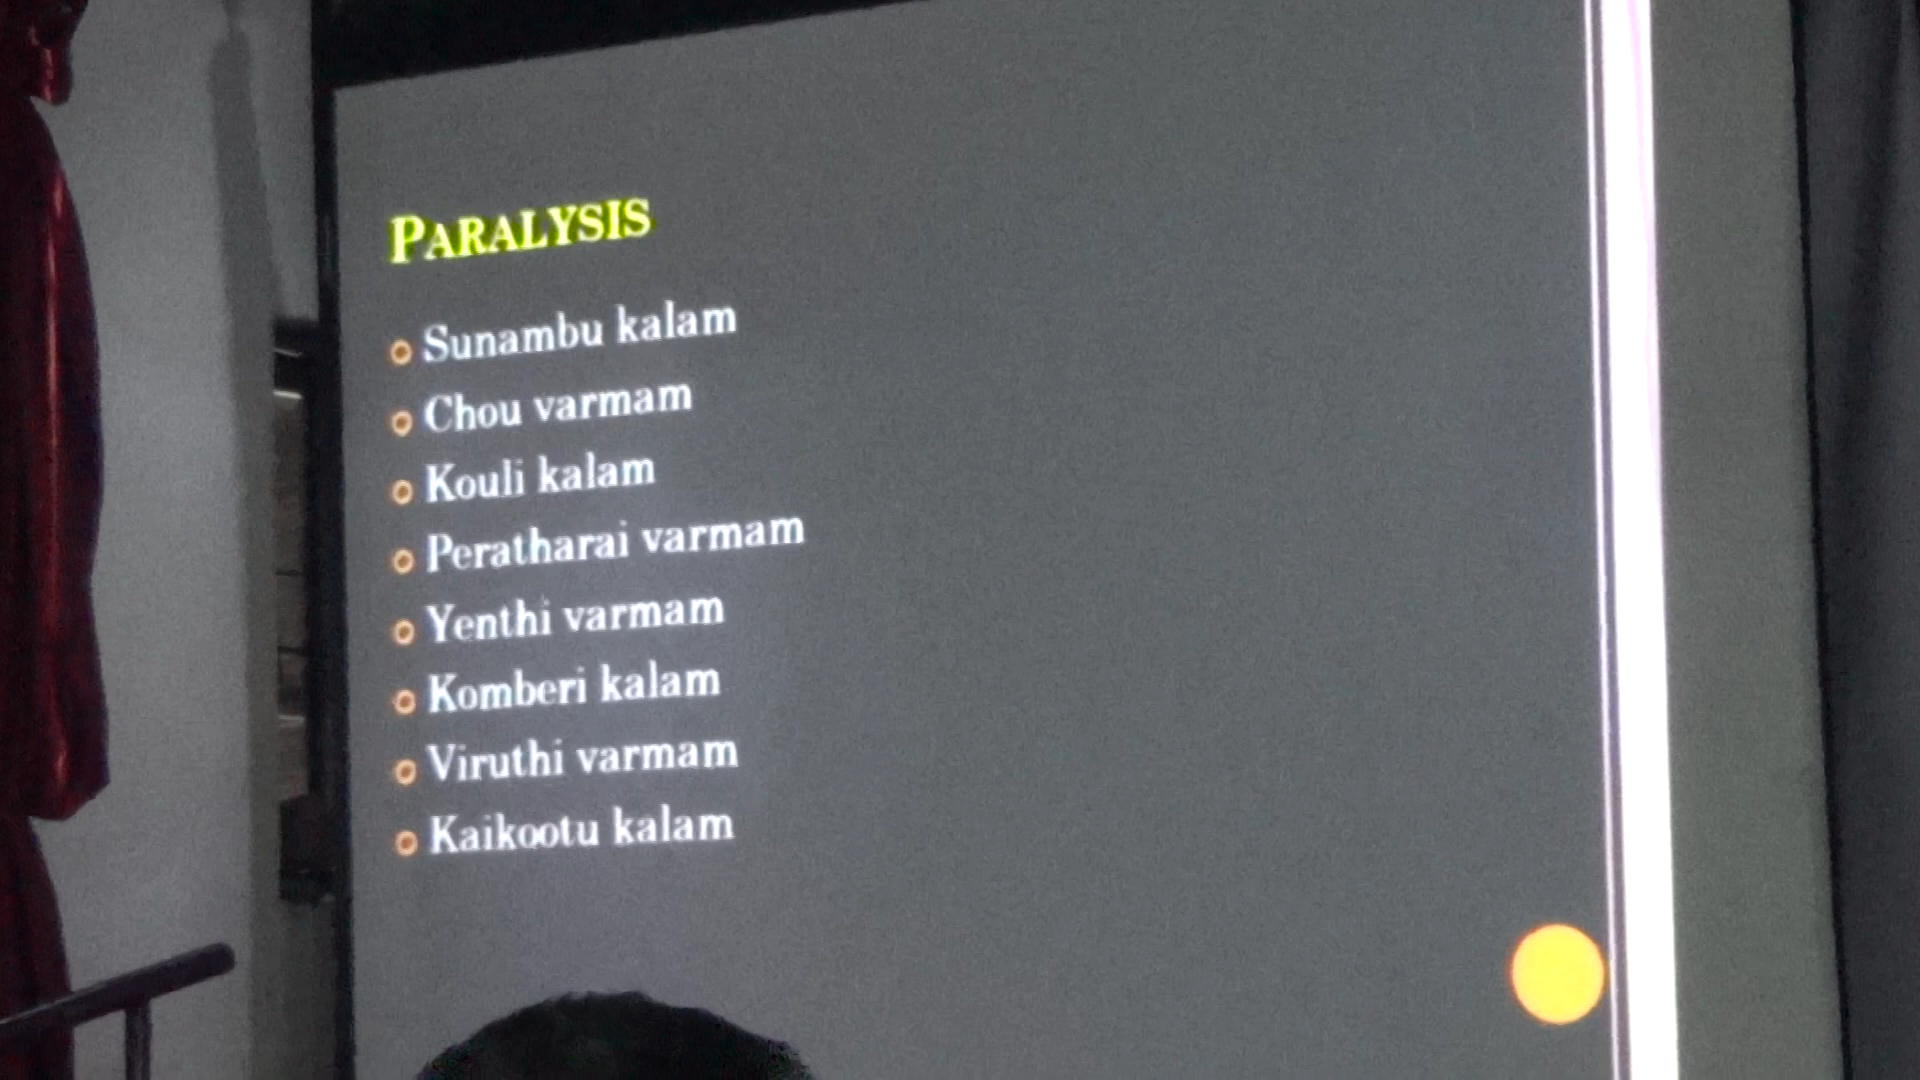 PARALYSIS
Sunambu kalam
Chou varmam
Kouli kalam
Peratharai varmam
Yenthi varmam
Komberi kalam
Viruthi varmam
Kaikootu kalam